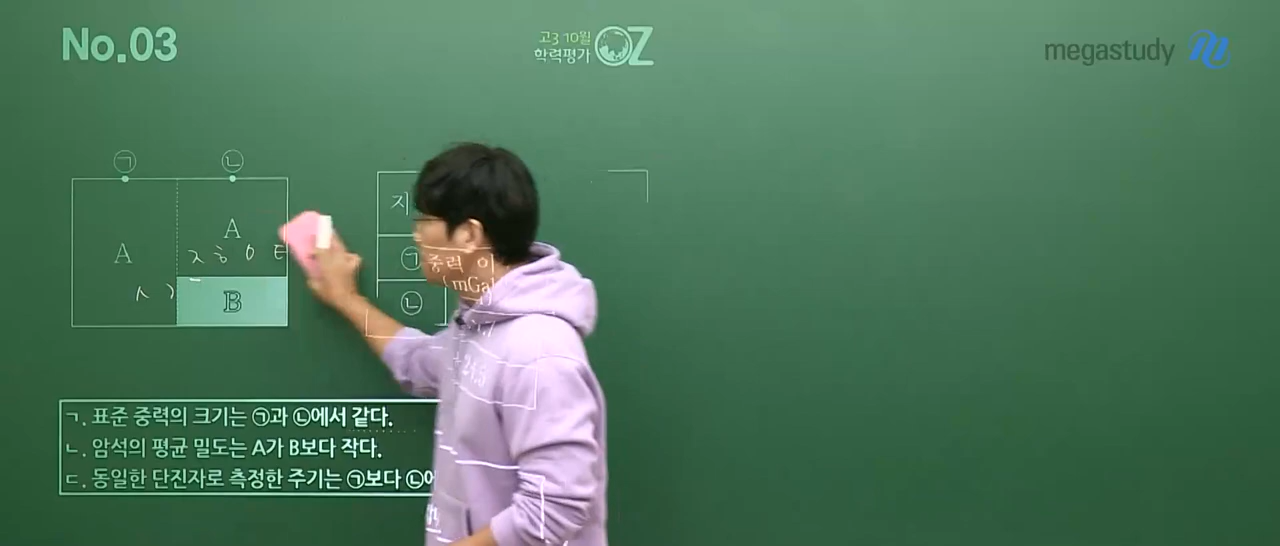 No.03
고3 10월
학력평가 OZ
megastudy
㉠ ㉡
지
A
A
㉠ 중력 이
(mGal
B
㉡
24.5
ㄱ. 표준 중력의 크기는 ㉠과 ㉡에서 같다.
ㄴ. 암석의 평균 밀도는 A가 B보다 작다.
ㄷ. 동일한 단진자로 측정한 주기는 ㉠보다 ㉡에